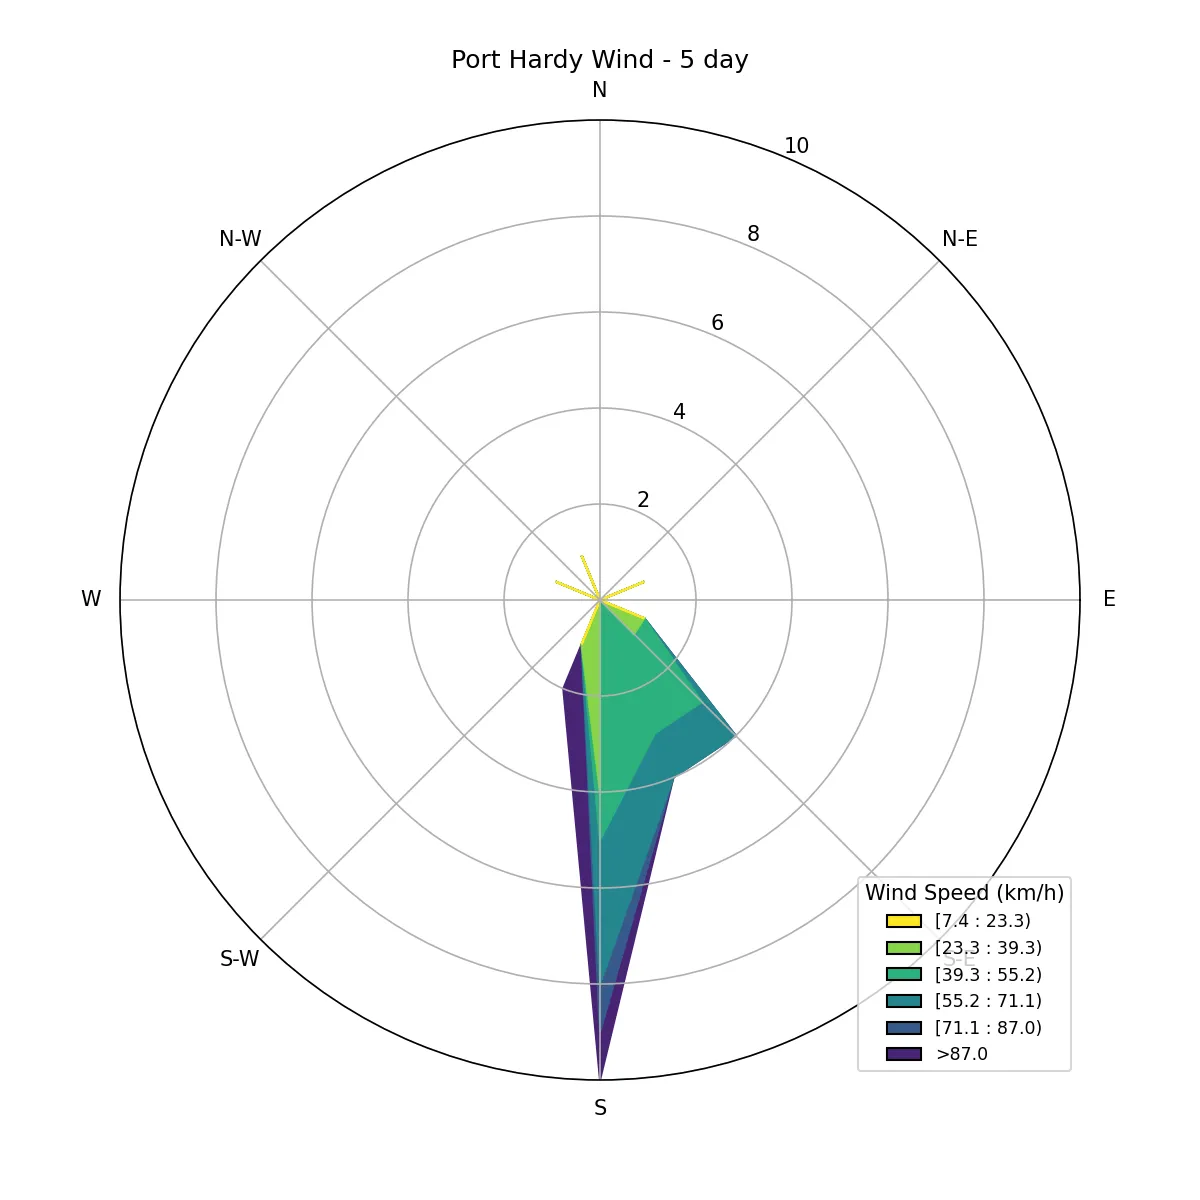 Port Hardy Wind - 5 day
N
10
N-W
8
N-E
6
4
2
W
E
Wind Speed (km/h)
[7.4 : 23.3)
[23.3 : 39.3)
S-W
S-E
[39.3 : 55.2)
[55.2 : 71.1)
[71.1 : 87.0)
>87.0
S